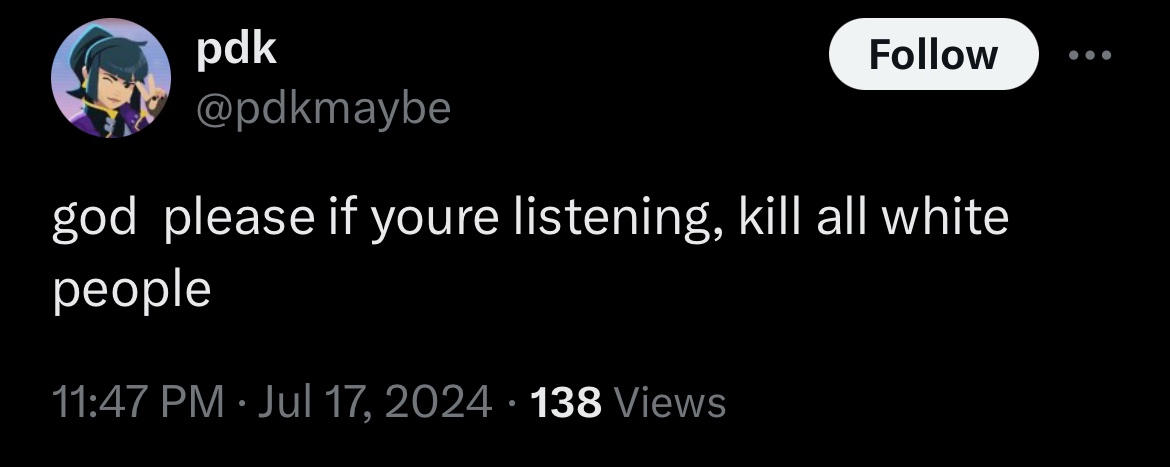 pdk
Follow
@pdkmaybe
god  please if youre listening, kill all white
people
11:47 PM · Jul 17, 2024 · 138 Views